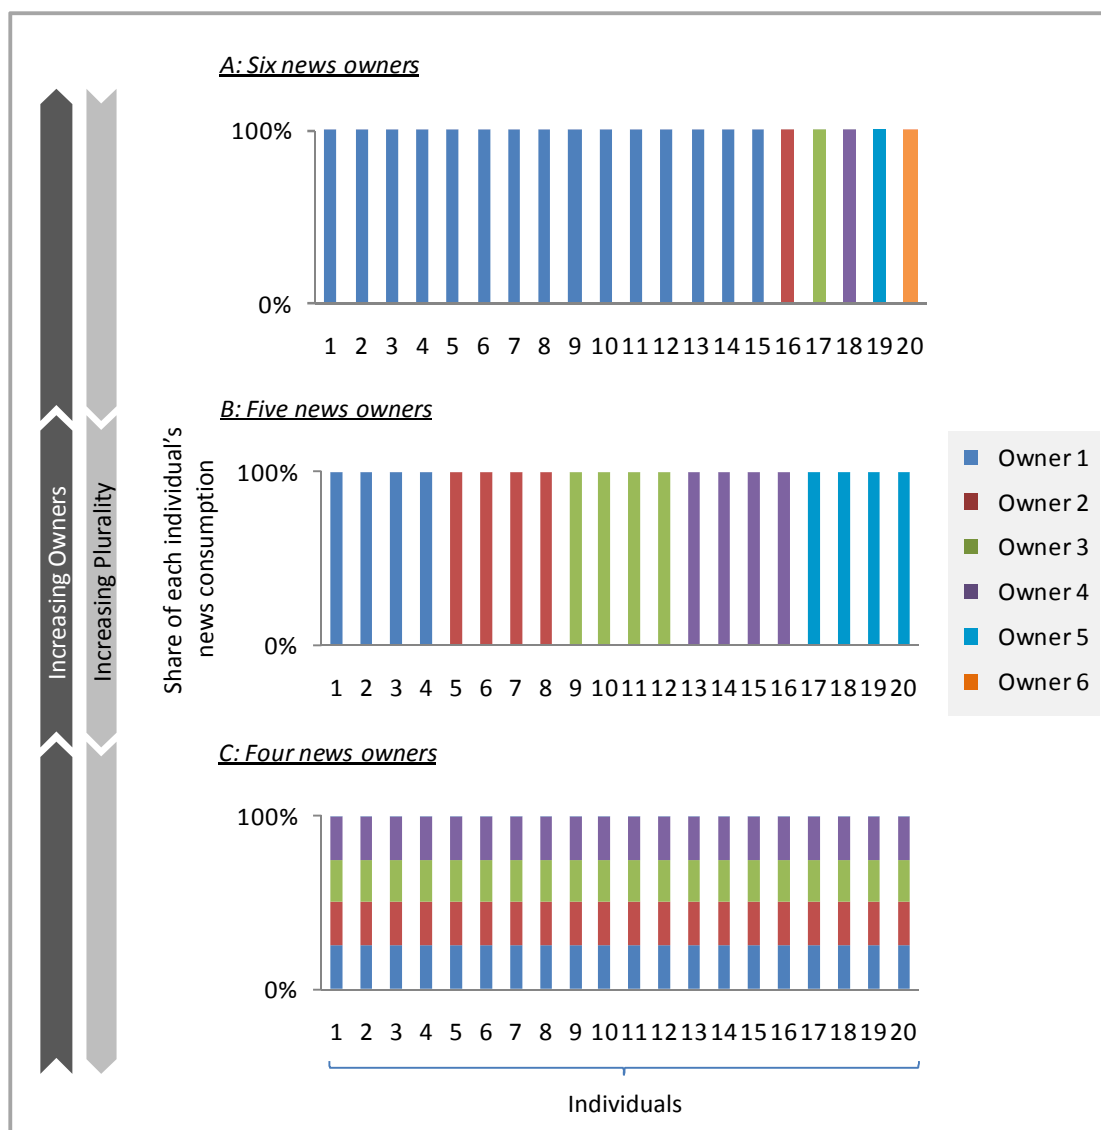 A: Six news owners
100%
0%
1 2 3 4 5 6 7 8 9 10 11 12 13 14 15 16 17 18 19 20
B: Five news owners
100%
0%
1 2 3 4 5 6 7 8 9 10 11 12 13 14 15 16 17 18 19 20
C: Four news owners
100%
0%
1 2 3 4 5 6 7 8 9 10 11 12 13 14 15 16 17 18 19 20
Individuals
Increasing Owners
Increasing Plurality
Share of each individual's
news consumption
Owner 1
Owner 2
Owner 3
Owner 4
Owner 5
Owner 6